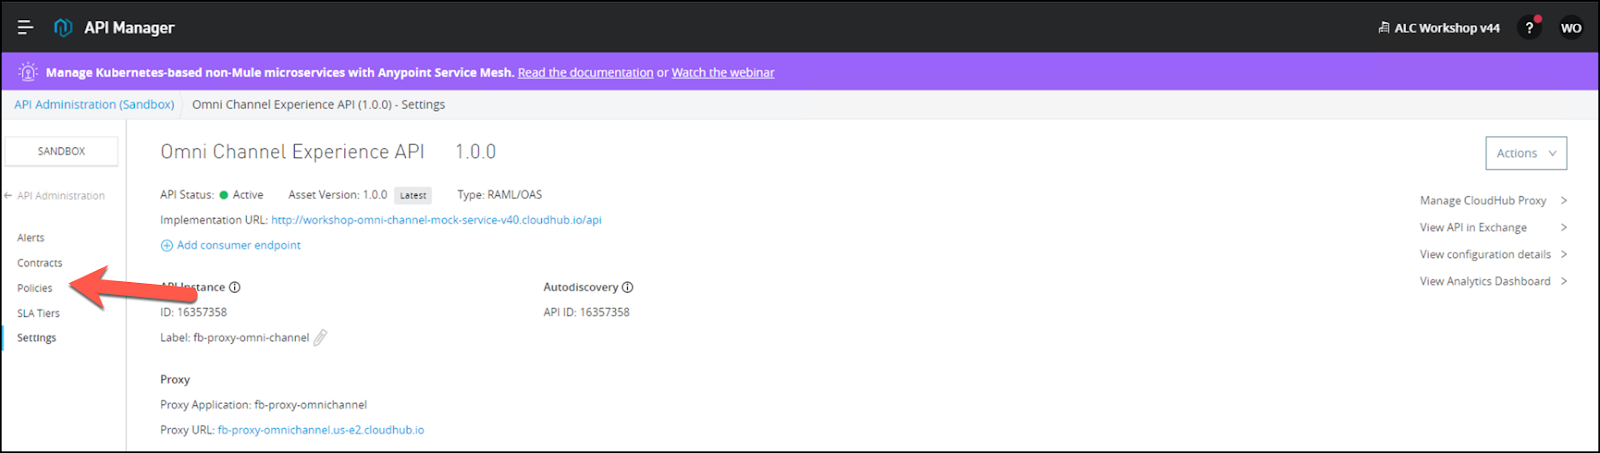 API Manager
ALC Workshop v44
?
WO
Manage Kubernetes-based non-Mule microservices with Anypoint Service Mesh. Read the documentation or Watch the webinar
API Administration (Sandbox)
Omni Channel Experience API (1.0.0) - Settings
SANDBOX
API Administration
Alerts
Contracts
Policies
SLA Tiers
Settings
Omni Channel Experience API 1.0.0
API Status: Active Asset Version: 1.0.0 Latest Type: RAML/OAS
Implementation URL: http://workshop-omni-channel-mock-service-v40.cloudhub.io/api
Add consumer endpoint
API Instance
ID: 16357358
Label: fb-proxy-omni-channel
Autodiscovery
API ID: 16357358
Proxy
Proxy Application: fb-proxy-omnichannel
Proxy URL: fb-proxy-omnichannel.us-e2.cloudhub.io
Actions
Manage CloudHub Proxy
View API in Exchange
View configuration details
View Analytics Dashboard